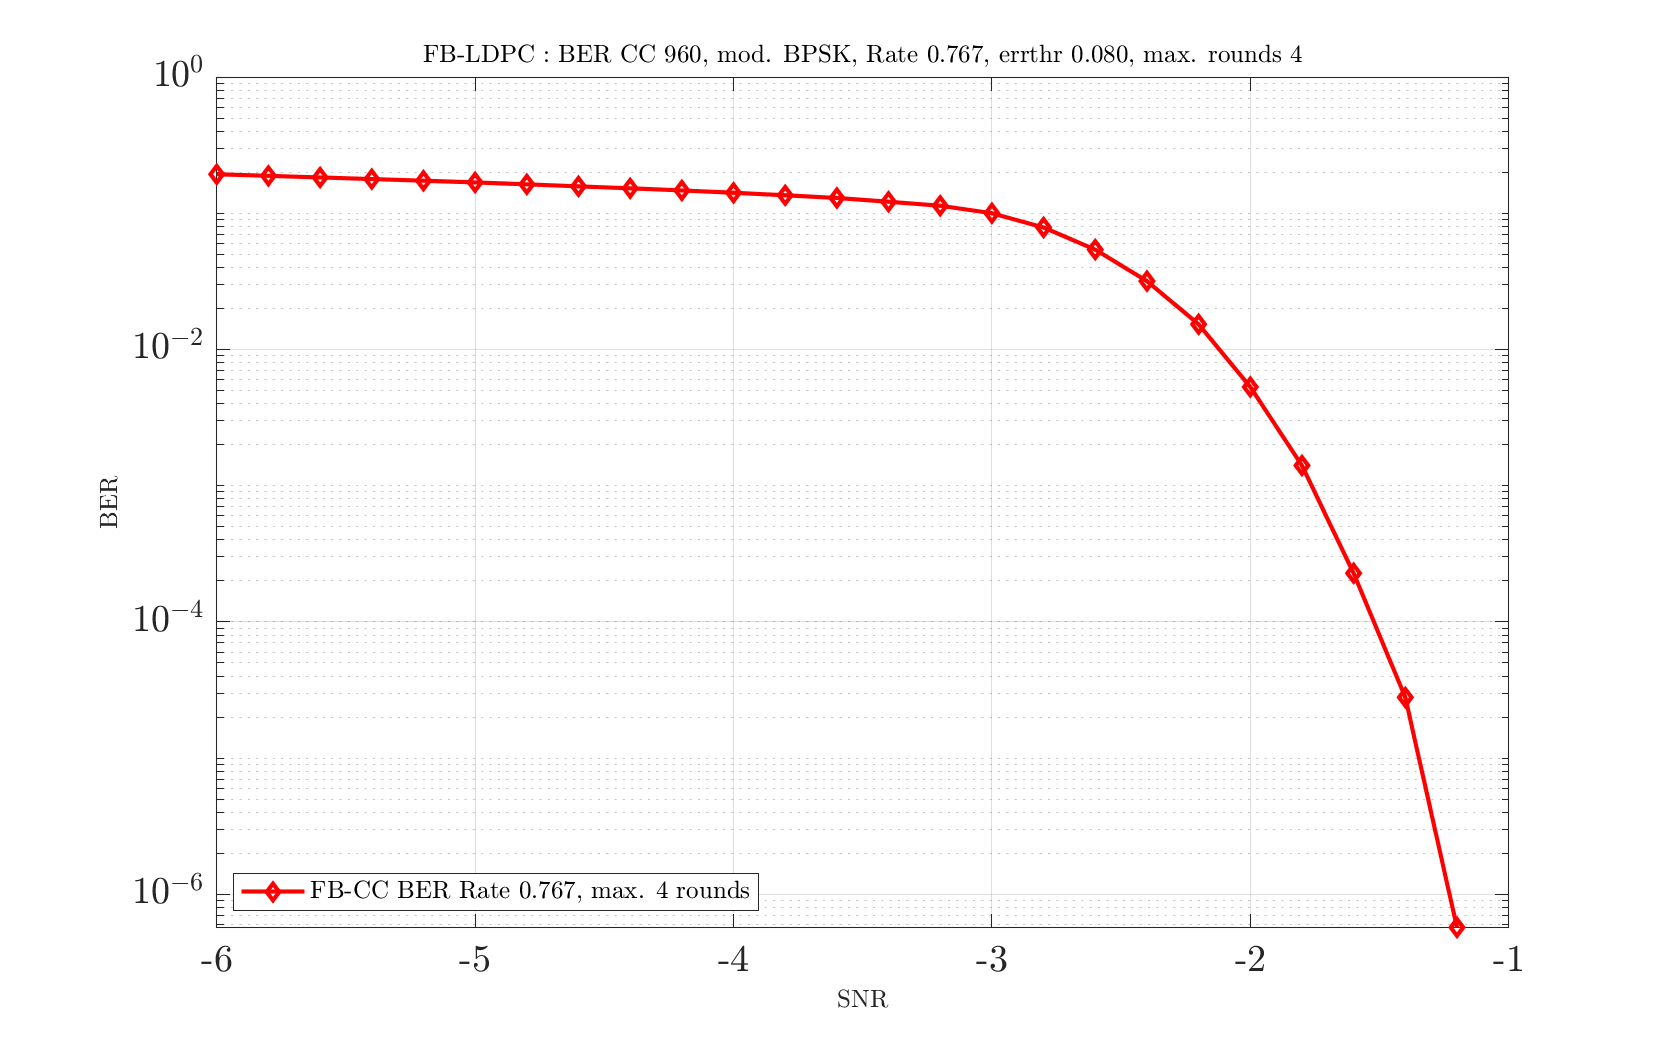 FB-LDPC : BER CC 960, mod. BPSK, Rate 0.767, errthr 0.080, max. rounds 4
10^0
10^-2
10^-4
10^-6
BER
FB-CC BER Rate 0.767, max. 4 rounds
-6 -5 -4 -3 -2 -1
SNR